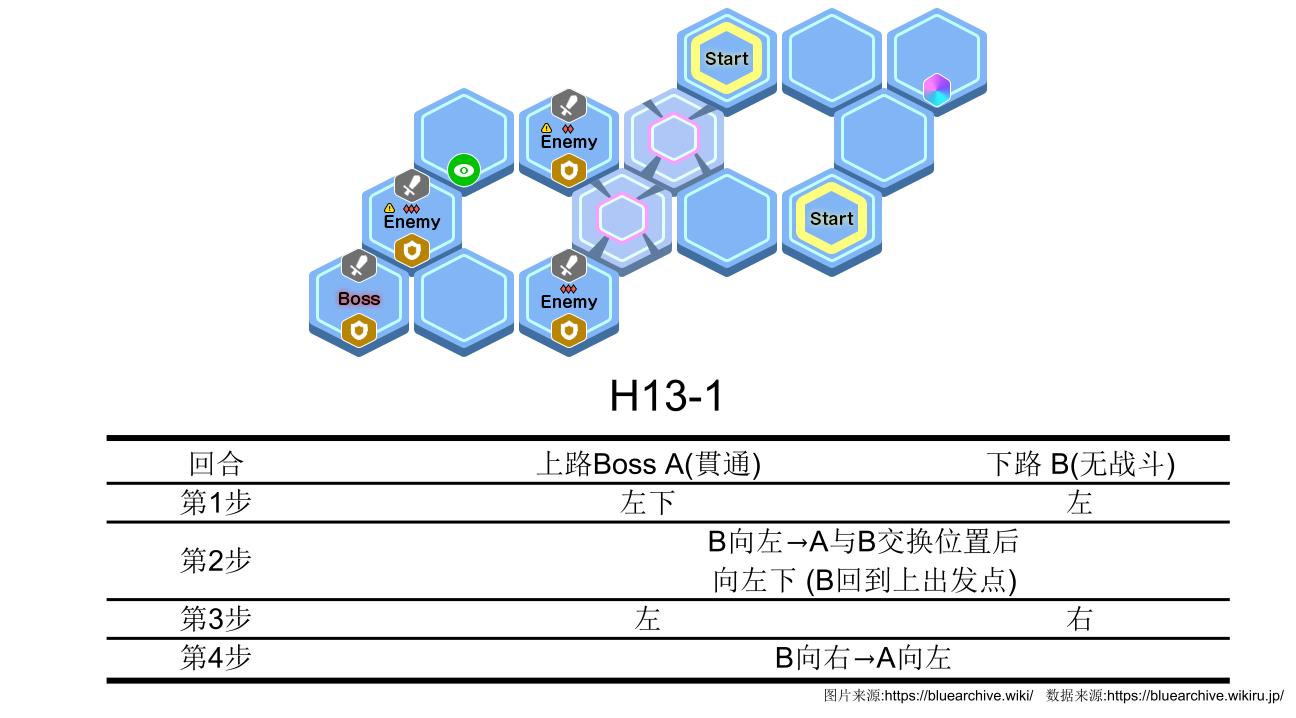 Start
Enemy
Enemy
Start
Boss
Enemy
H13-1
回合 上路Boss A(貫通) 下路 B(无战斗)
第1步 左下 左
第2步 B向左→A与B交换位置后
向左下 (B回到上出发点)
第3步 左 右
第4步 B向右→A向左
图片来源:https://bluearchive.wiki/ 数据来源:https://bluearchive.wikiru.jp/